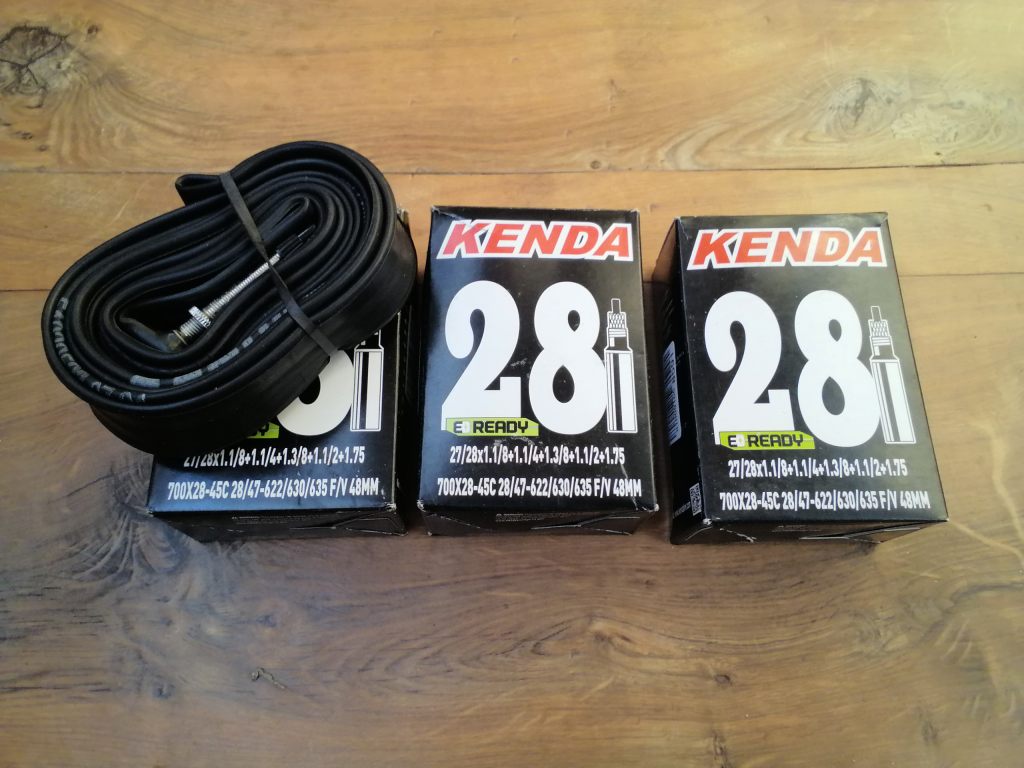 KENDA
28
E READY
27/28x1.1/8+1.1/4+1.3/8+1.1/2+1.75
700X28-45C 28/47-622/630/635 F/V 48MM
KENDA
28
E READY
27/28x1.1/8+1.1/4+1.3/8+1.1/2+1.75
700X28-45C 28/47-622/630/635 F/V 48MM
27/28x1.1/8+1.1/4+1.3/8+1.1/2+1.75
700X28-45C 28/47-622/630/635 F/V 48MM